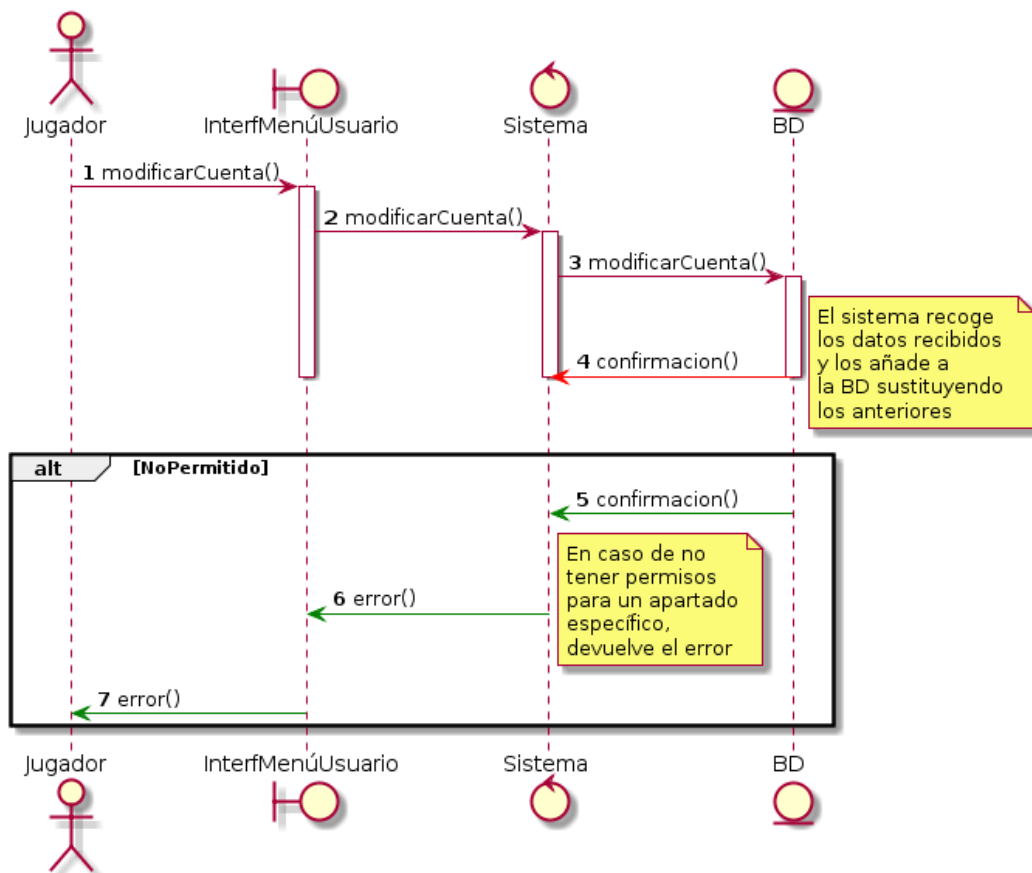 Jugador
InterfMenúUsuario
Sistema
BD
1 modificarCuenta()
2 modificarCuenta()
3 modificarCuenta()
El sistema recoge
los datos recibidos
y los añade a
la BD sustituyendo
los anteriores
4 confirmacion()
alt [NoPermitido]
5 confirmacion()
En caso de no
tener permisos
para un apartado
específico,
devuelve el error
6 error()
7 error()
Jugador
InterfMenúUsuario
Sistema
BD